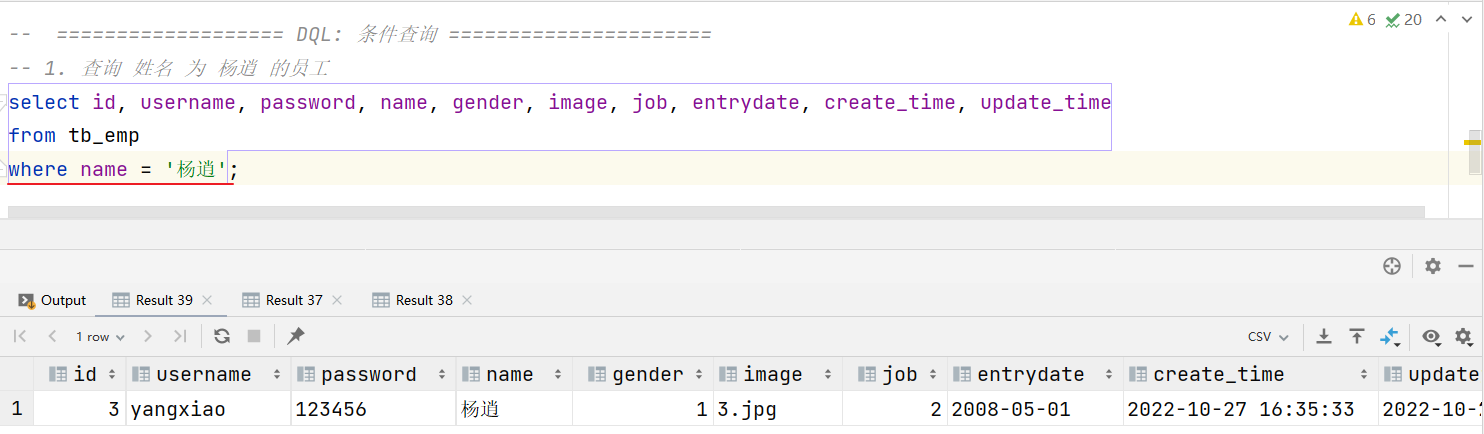 6 20
-- =================== DQL: 条件查询 ======================
-- 1. 查询 姓名 为 杨逍 的员工
select id, username, password, name, gender, image, job, entrydate, create_time, update_time
from tb_emp
where name = '杨逍';
Output Result 39 Result 37 Result 38
1 row CSV
id username password name gender image job entrydate create_time update
1 3 yangxiao 123456 杨逍 1 3.jpg 2 2008-05-01 2022-10-27 16:35:33 2022-10-